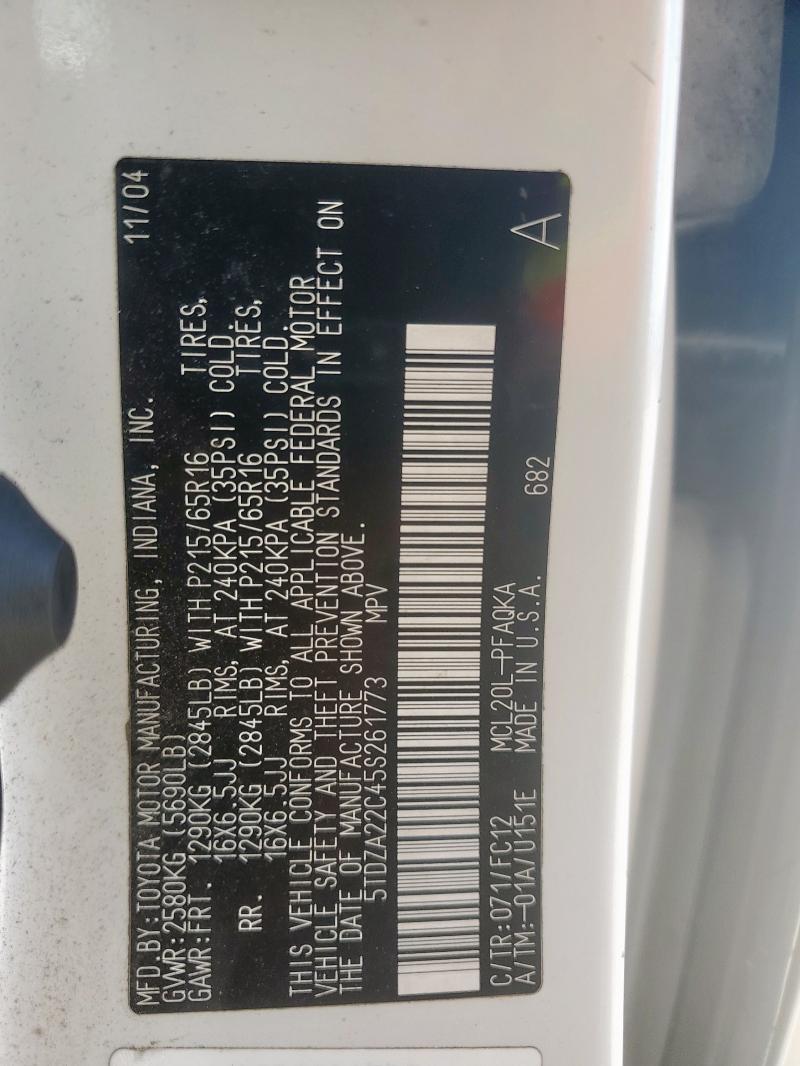 MFD.BY:TOYOTA MOTOR MANUFACTURING, INDIANA, INC. 11/04
GVWR:2580KG (5690LB)
GAWR:FRT. 1290KG (2845LB) WITH P215/65R16 TIRES,
16X6.5JJ RIMS, AT 240KPA (35PSI) COLD.
RR. 1290KG (2845LB) WITH P215/65R16 TIRES,
16X6.5JJ RIMS, AT 240KPA (35PSI) COLD
THIS VEHICLE CONFORMS TO ALL APPLICABLE FEDERAL MOTOR
VEHICLE SAFETY AND THEFT PREVENTION STANDARDS IN EFFECT ON
THE DATE OF MANUFACTURE SHOWN ABOVE.
5TDZA22C45S261773 MPV
C/TR:071/FC12 MCL20L-PFAQKA A
A/TM:-01A/U151E MADE IN U.S.A. 682